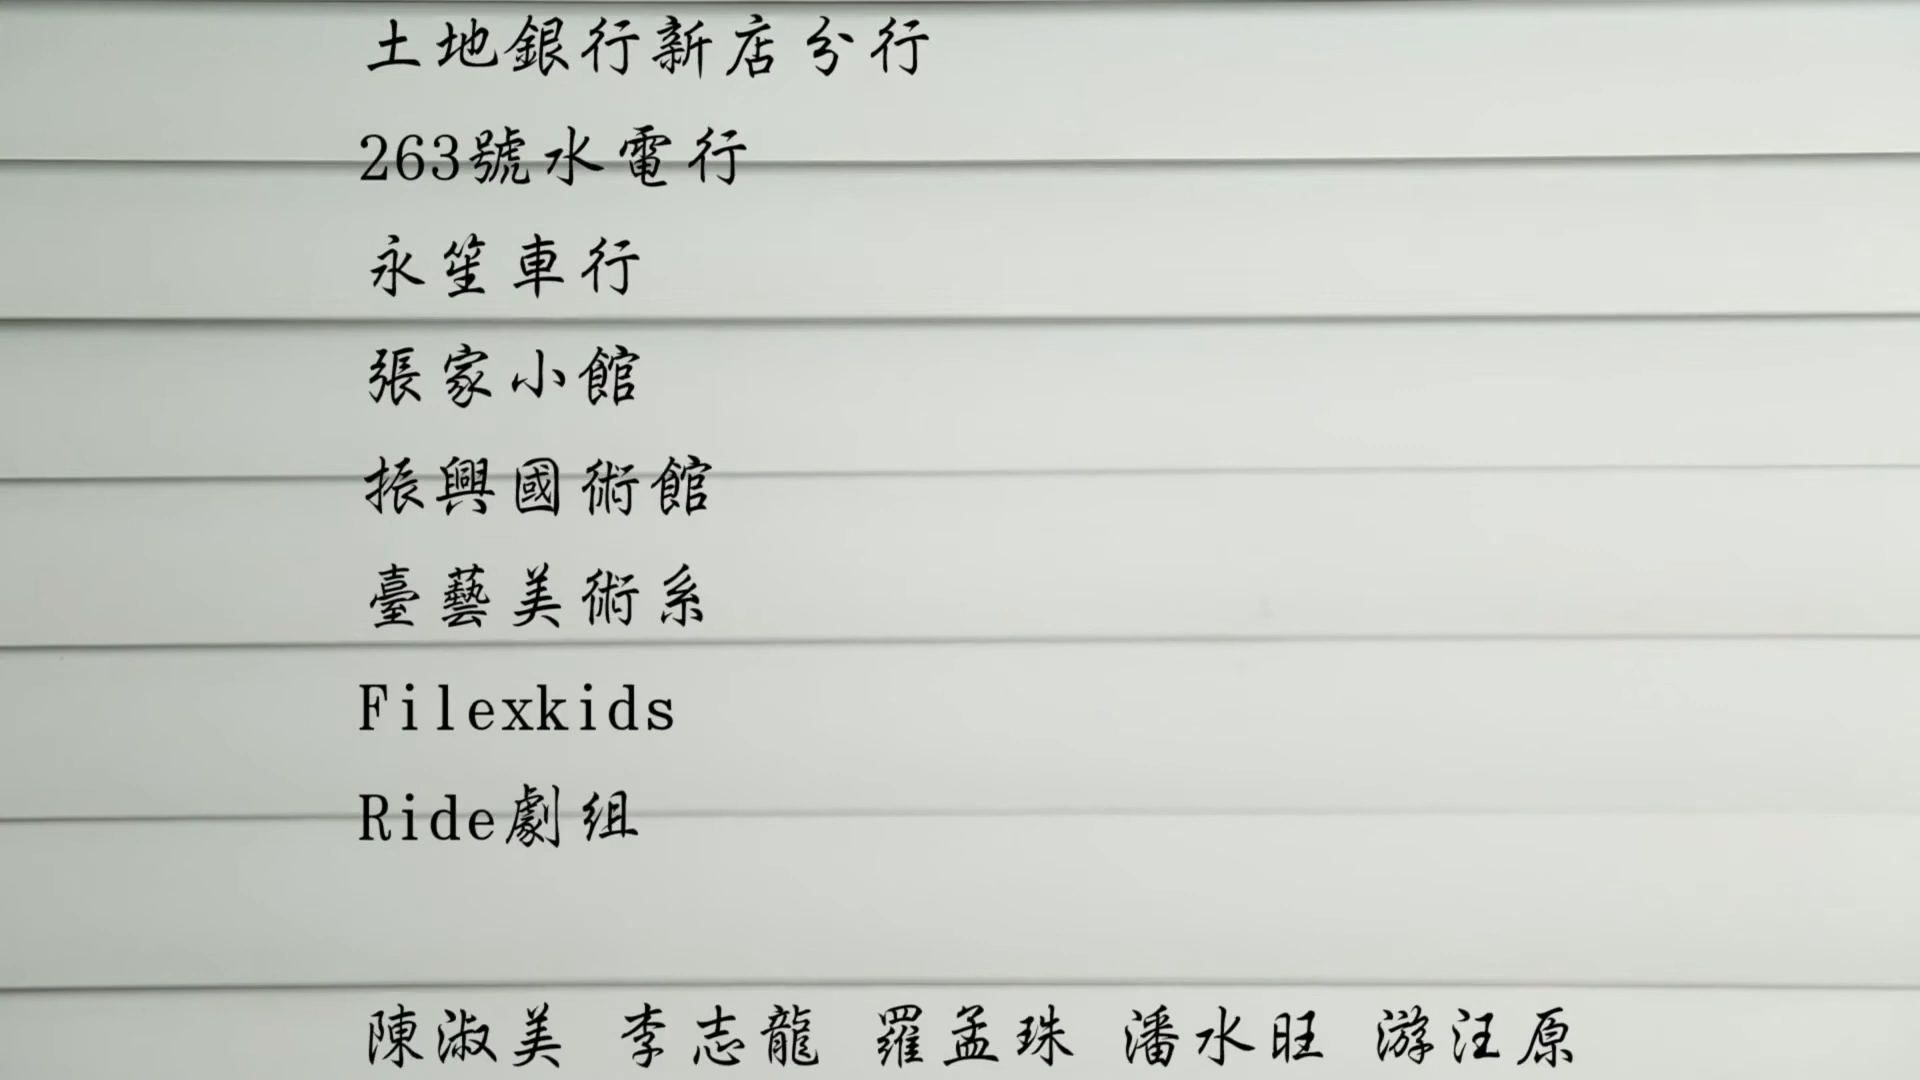 土地銀行新店分行
263號水電行
永笙車行
張家小館
振興國術館
臺藝美術系
Filexkids
Ride劇組
陳淑美 李志龍 羅孟珠 潘水旺 游汪原